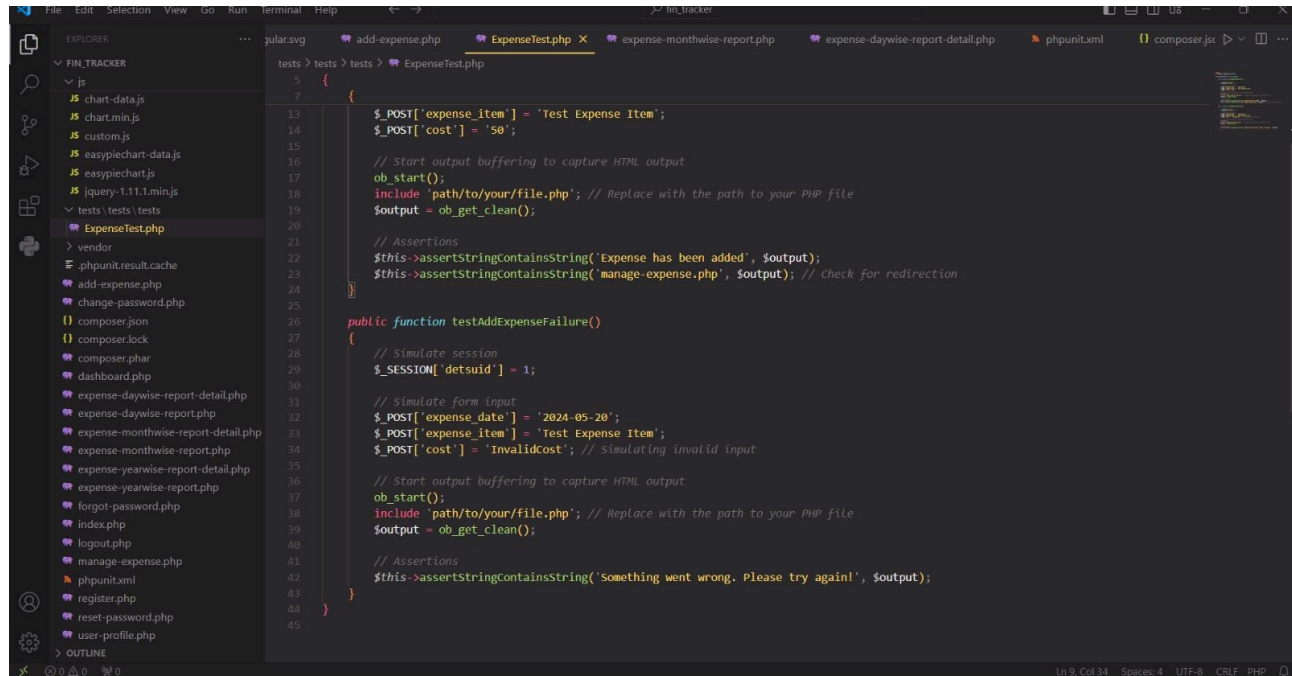 File Edit Selection View Go Run Terminal Help
fin_tracker
EXPLORER
FIN_TRACKER
js
JS chart-data.js
JS chart.min.js
JS custom.js
JS easypiechart-data.js
JS easypiechart.js
JS jquery-1.11.1.min.js
tests \ tests \ tests
ExpenseTest.php
vendor
.phpunit.result.cache
add-expense.php
change-password.php
{} composer.json
{} composer.lock
composer.phar
dashboard.php
expense-daywise-report-detail.php
expense-daywise-report.php
expense-monthwise-report-detail.php
expense-monthwise-report.php
expense-yearwise-report-detail.php
expense-yearwise-report.php
forgot-password.php
index.php
logout.php
manage-expense.php
phpunit.xml
register.php
reset-password.php
user-profile.php
OUTLINE
gular.svg add-expense.php ExpenseTest.php expense-monthwise-report.php expense-daywise-report-detail.php phpunit.xml {} composer.jsc
tests > tests > tests > ExpenseTest.php
5 {
7 {
13 $_POST['expense_item'] = 'Test Expense Item';
14 $_POST['cost'] = '50';
15
16 // Start output buffering to capture HTML output
17 ob_start();
18 include 'path/to/your/file.php'; // Replace with the path to your PHP file
19 $output = ob_get_clean();
20
21 // Assertions
22 $this->assertStringContainsString('Expense has been added', $output);
23 $this->assertStringContainsString('manage-expense.php', $output); // Check for redirection
24 }
25
26 public function testAddExpenseFailure()
27 {
28 // Simulate session
29 $_SESSION['detsuid'] = 1;
30
31 // Simulate form input
32 $_POST['expense_date'] = '2024-05-20';
33 $_POST['expense_item'] = 'Test Expense Item';
34 $_POST['cost'] = 'InvalidCost'; // Simulating invalid input
35
36 // Start output buffering to capture HTML output
37 ob_start();
38 include 'path/to/your/file.php'; // Replace with the path to your PHP file
39 $output = ob_get_clean();
40
41 // Assertions
42 $this->assertStringContainsString('Something went wrong. Please try again!', $output);
43 }
44 }
45
0 0 0 Ln 9, Col 34 Spaces: 4 UTF-8 CRLF PHP